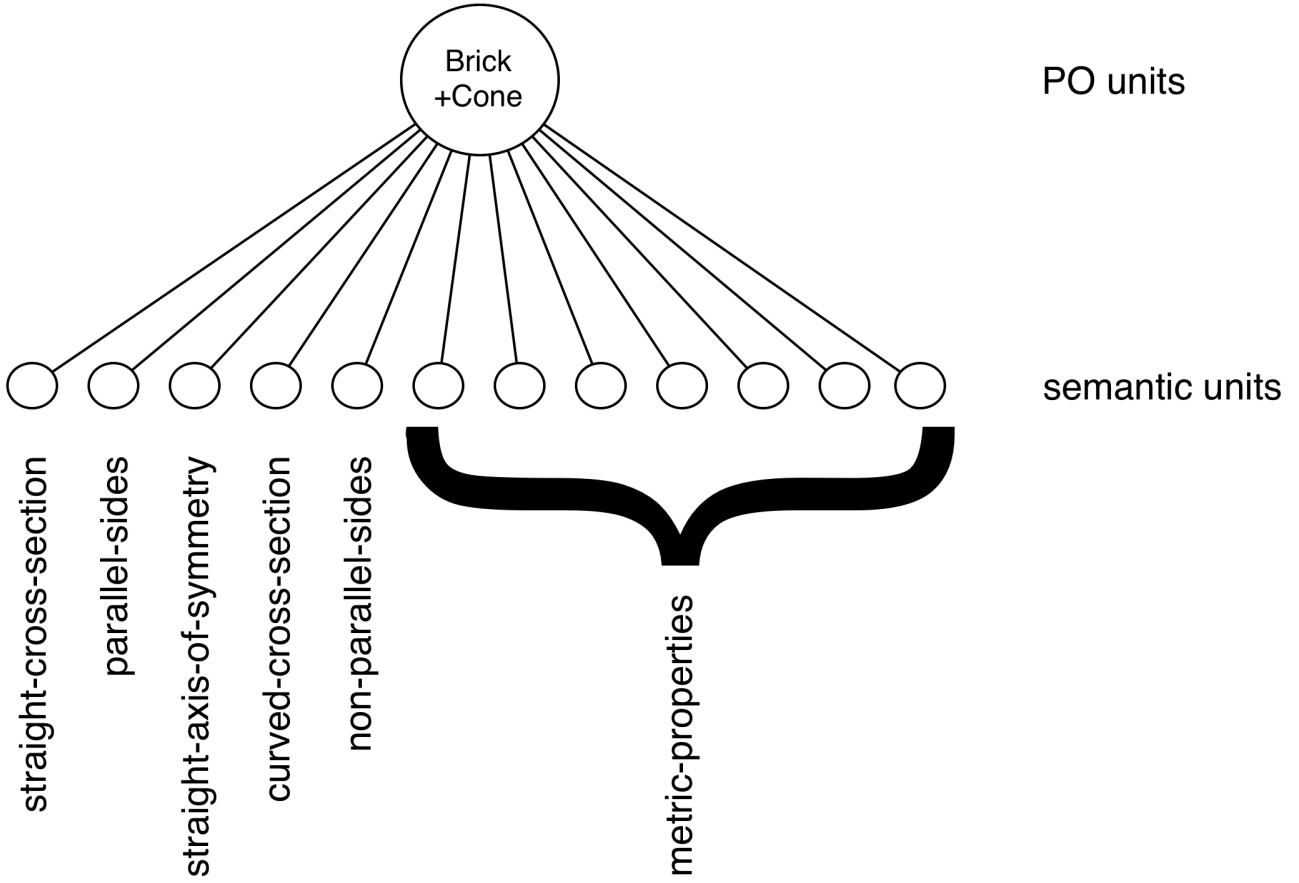 Brick
+Cone
PO units
semantic units
straight-cross-section
parallel-sides
straight-axis-of-symmetry
curved-cross-section
non-parallel-sides
metric-properties